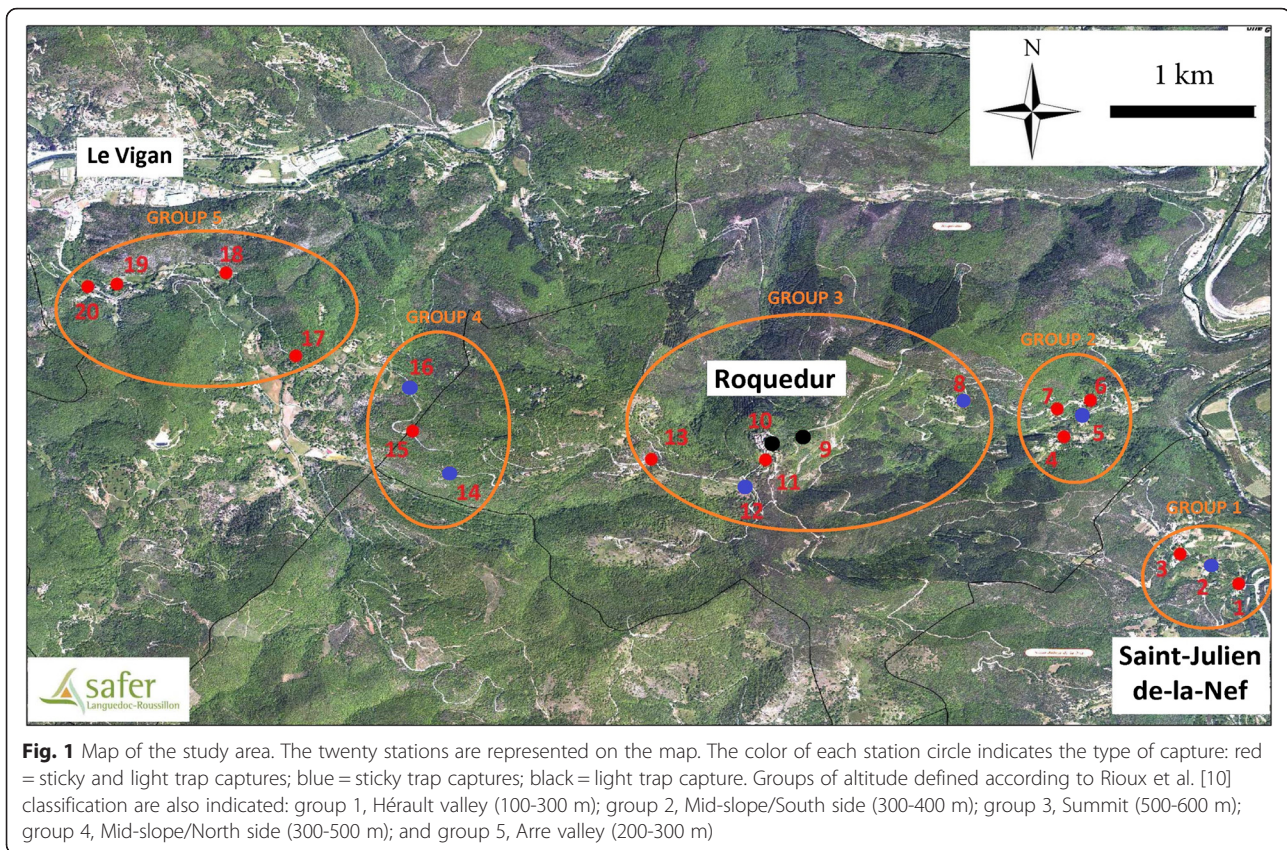 N
1 km
Le Vigan
GROUP 5
18
19
20
17
GROUP 4
16
15
14
GROUP 3
Roquedur
8
10
9
13
11
12
GROUP 2
7
6
5
4
GROUP 1
3
2
1
Saint-Julien
de-la-Nef
safer
Languedoc-Roussillon
Fig. 1 Map of the study area. The twenty stations are represented on the map. The color of each station circle indicates the type of capture: red
= sticky and light trap captures; blue = sticky trap captures; black = light trap capture. Groups of altitude defined according to Rioux et al. [10]
classification are also indicated: group 1, Hérault valley (100-300 m); group 2, Mid-slope/South side (300-400 m); group 3, Summit (500-600 m);
group 4, Mid-slope/North side (300-500 m); and group 5, Arre valley (200-300 m)